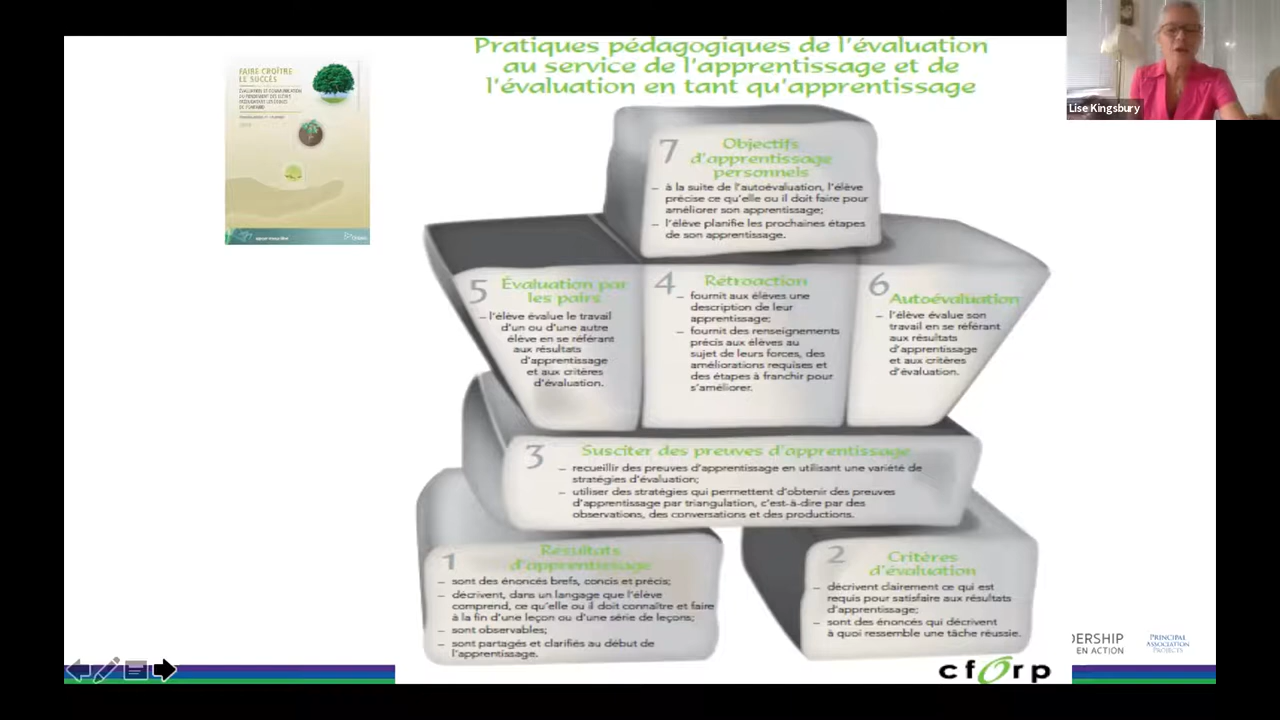 Pratiques pédagogiques de l'évaluation
au service de l'apprentissage et de
l'évaluation en tant qu'apprentissage
FAIRE CROÎTRE
LE SUCCÈS
Lise Kingsbury
7
Objectifs
d'apprentissage
personnels
– à la suite de l'autoévaluation, l'élève
précise ce qu'elle ou il doit faire pour
améliorer son apprentissage;
– l'élève planifie les prochaines étapes
de son apprentissage.
5
Évaluation par
les pairs
– l'élève évalue le travail
d'un ou d'une autre
élève en se référant
aux résultats
d'apprentissage
et aux critères
d'évaluation.
4
Rétroaction
– fournit aux élèves une
description de leur
apprentissage;
– fournit des renseignements
précis aux élèves au
sujet de leurs forces, des
améliorations requises et
des étapes à franchir pour
s'améliorer.
6
Autoévaluation
– l'élève évalue son
travail en se référant
aux résultats
d'apprentissage
et aux critères
d'évaluation.
3
Susciter des preuves d'apprentissage
– recueillir des preuves d'apprentissage en utilisant une variété de
stratégies d'évaluation;
– utiliser des stratégies qui permettent d'obtenir des preuves
d'apprentissage par triangulation, c'est-à-dire par des
observations, des conversations et des productions.
1
Résultats
d'apprentissage
– sont des énoncés brefs, concis et précis;
– décrivent, dans un langage que l'élève
comprend, ce qu'elle ou il doit connaître et faire
à la fin d'une leçon ou d'une série de leçons;
– sont observables;
– sont partagés et clarifiés au début de
l'apprentissage.
2
Critères
d'évaluation
– décrivent clairement ce qui est
requis pour satisfaire aux résultats
d'apprentissage;
– sont des énoncés qui décrivent
à quoi ressemble une tâche réussie.
DERSHIP
EN ACTION
PRINCIPAL
ASSOCIATION
PROJECTS
cforp